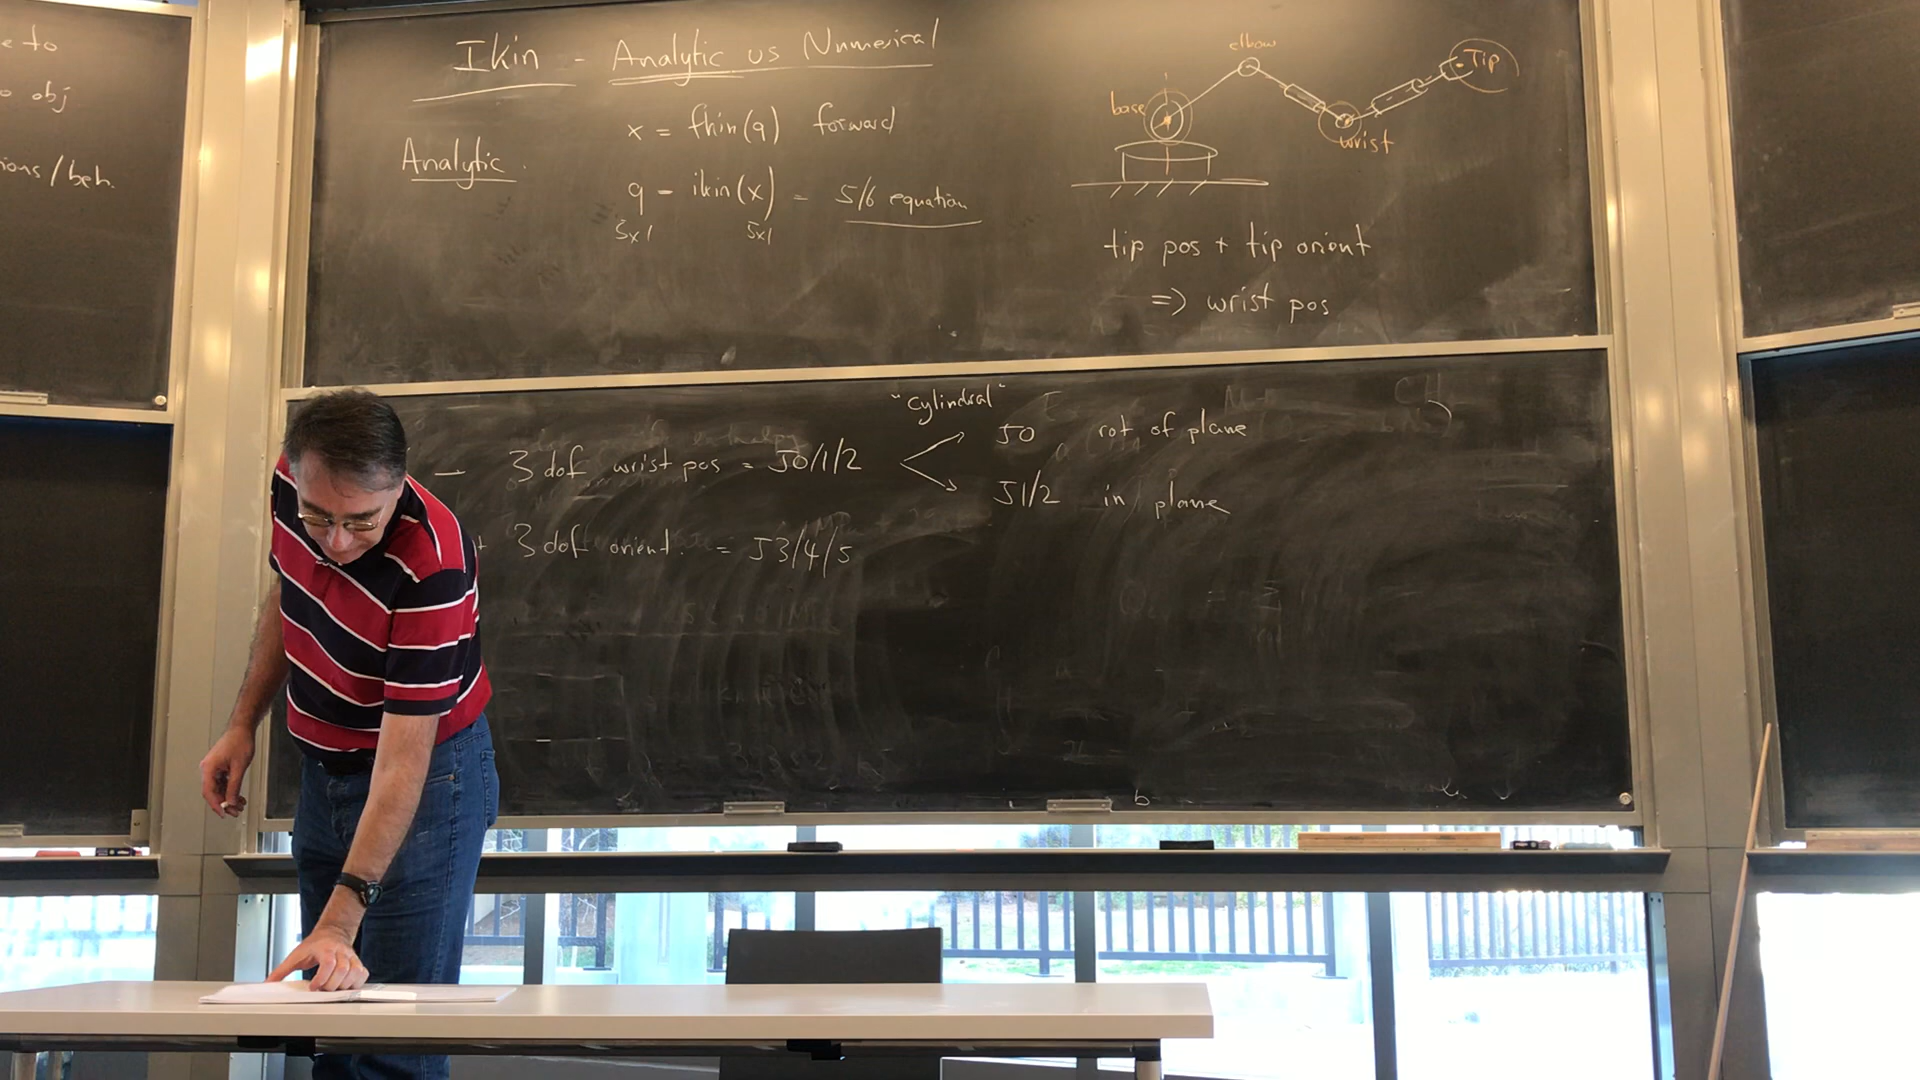 e to
o obj
ions/beh.
Ikin - Analytic vs Numerical
Analytic.
x = fkin(q) forward
q = ikin(x) = 5/6 equation
5x1 5x1
base
elbow
wrist
Tip
tip pos + tip orient
=> wrist pos
"Cylindral"
- 3 dof wrist pos = J0/1/2
J0 rot of plane
J1/2 in plane
+ 3 dof orient. = J3/4/5
b